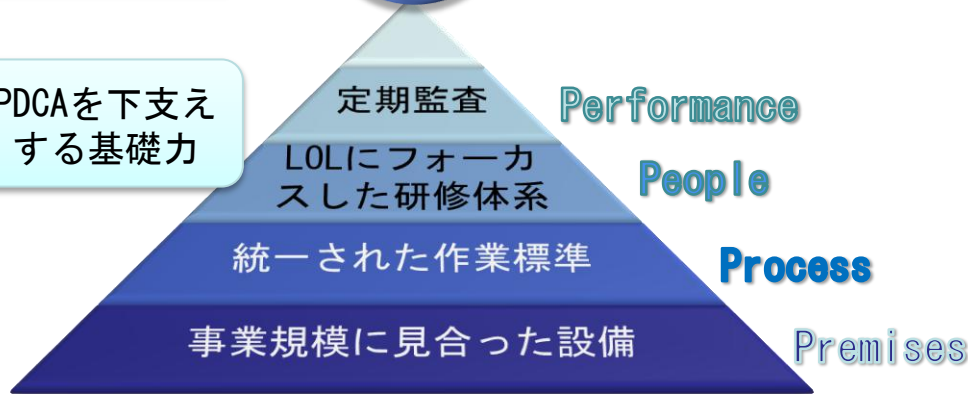 PDCAを下支え
する基礎力
定期監査
Performance
LOLにフォーカ
スした研修体系
People
統一された作業標準
Process
事業規模に見合った設備
Premises